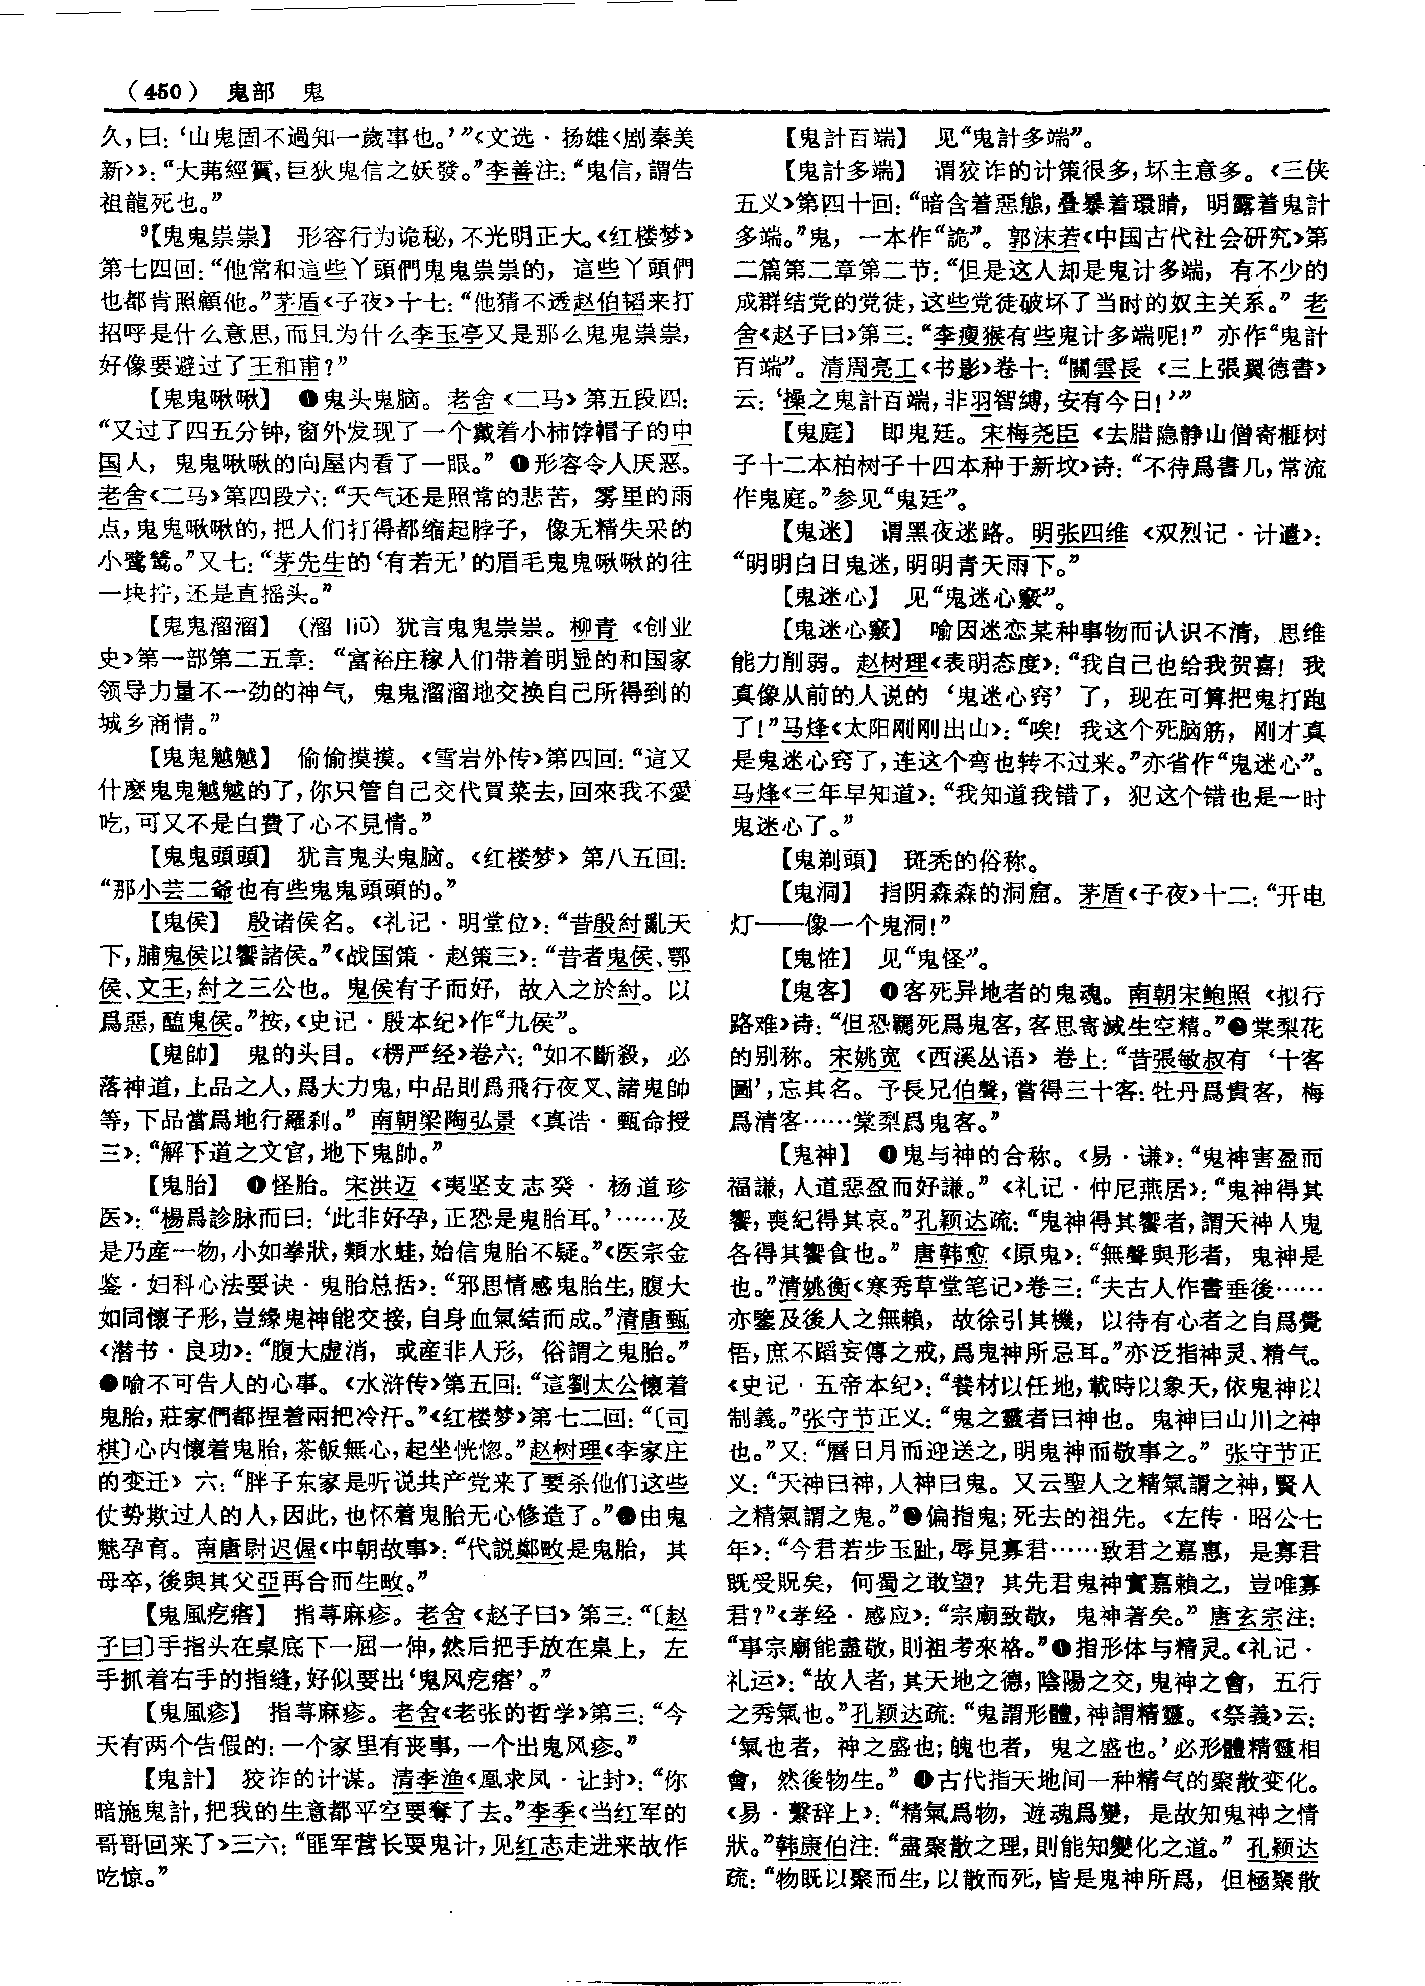 （450） 鬼部 鬼
久，曰：‘山鬼固不過知一歲事也。’”《文选·扬雄〈剧秦美
新〉》：“大茀經霣，巨狄鬼信之妖發。”李善注：“鬼信，謂告
祖龍死也。”
⁹【鬼鬼祟祟】 形容行为诡秘，不光明正大。《红楼梦》
第七四回：“他常和這些丫頭們鬼鬼祟祟的，這些丫頭們
也都肯照顧他。”茅盾《子夜》十七：“他猜不透赵伯韬来打
招呼是什么意思，而且为什么李玉亭又是那么鬼鬼祟祟，
好像要避过了王和甫？”
【鬼鬼啾啾】 ❶鬼头鬼脑。老舍《二马》第五段四：
“又过了四五分钟，窗外发现了一个戴着小柿饽帽子的中
国人，鬼鬼啾啾的向屋内看了一眼。” ❶形容令人厌恶。
老舍《二马》第四段六：“天气还是照常的悲苦，雾里的雨
点，鬼鬼啾啾的，把人们打得都缩起脖子，像无精失采的
小鹭鸶。”又七：“茅先生的‘有若无’的眉毛鬼鬼啾啾的往
一块拧，还是直摇头。”
【鬼鬼溜溜】 （溜 liū）犹言鬼鬼祟祟。柳青《创业
史》第一部第二五章：“富裕庄稼人们带着明显的和国家
领导力量不一劲的神气，鬼鬼溜溜地交换自己所得到的
城乡商情。”
【鬼鬼魆魆】 偷偷摸摸。《雪岩外传》第四回：“這又
什麽鬼鬼魆魆的了，你只管自己交代買菜去，回來我不愛
吃，可又不是白費了心不見情。”
【鬼鬼頭頭】 犹言鬼头鬼脑。《红楼梦》第八五回：
“那小芸二爺也有些鬼鬼頭頭的。”
【鬼侯】 殷诸侯名。《礼记·明堂位》：“昔殷紂亂天
下，脯鬼侯以饗諸侯。”《战国策·赵策三》：“昔者鬼侯、鄂
侯、文王，紂之三公也。鬼侯有子而好，故入之於紂。以
爲惡，醢鬼侯。”按，《史记·殷本纪》作“九侯”。
【鬼帥】 鬼的头目。《楞严经》卷六：“如不斷殺，必
落神道，上品之人，爲大力鬼，中品則爲飛行夜叉、諸鬼帥
等，下品當爲地行羅刹。”南朝梁陶弘景《真诰·甄命授
三》：“解下道之文官，地下鬼帥。”
【鬼胎】 ❶怪胎。宋洪迈《夷坚支志癸·杨道珍
医》：“楊爲診脉而曰：‘此非好孕，正恐是鬼胎耳。’……及
是乃産一物，小如拳狀，類水蛙，始信鬼胎不疑。”《医宗金
鉴·妇科心法要诀·鬼胎总括》：“邪思情感鬼胎生，腹大
如同懷子形，豈緣鬼神能交接，自身血氣結而成。”清唐甄
《潜书·良功》：“腹大虚消，或産非人形，俗謂之鬼胎。”
●喻不可告人的心事。《水浒传》第五回：“這劉太公懷着
鬼胎，莊家們都捏着兩把冷汗。”《红楼梦》第七二回：“〔司
棋〕心内懷着鬼胎，茶飯無心，起坐恍惚。”赵树理《李家庄
的变迁》六：“胖子东家是听说共产党来了要杀他们这些
仗势欺过人的人，因此，也怀着鬼胎无心修造了。”●由鬼
魅孕育。南唐尉迟偓《中朝故事》：“代説鄭畋是鬼胎，其
母卒，後與其父亞再合而生畋。”
【鬼風疙瘩】 指荨麻疹。老舍《赵子曰》第三：“〔赵
子曰〕手指头在桌底下一屈一伸，然后把手放在桌上，左
手抓着右手的指缝，好似要出‘鬼风疙瘩’。”
【鬼風疹】 指荨麻疹。老舍《老张的哲学》第三：“今
天有两个告假的：一个家里有丧事，一个出鬼风疹。”
【鬼計】 狡诈的计谋。清李渔《凰求凤·让封》：“你
暗施鬼計，把我的生意都平空要奪了去。”李季《当红军的
哥哥回来了》三六：“匪军营长耍鬼计，见红志走进来故作
吃惊。”
【鬼計百端】 见“鬼計多端”。
【鬼計多端】 谓狡诈的计策很多，坏主意多。《三侠
五义》第四十回：“暗含着惡態，叠暴着環睛，明露着鬼計
多端。”鬼，一本作“詭”。郭沫若《中国古代社会研究》第
二篇第二章第二节：“但是这人却是鬼计多端，有不少的
成群结党的党徒，这些党徒破坏了当时的奴主关系。”老
舍《赵子曰》第三：“李瘦猴有些鬼计多端呢！”亦作“鬼計
百端”。清周亮工《书影》卷十：“關雲長《三上張翼德書》
云：‘操之鬼計百端，非羽智縛，安有今日！’”
【鬼庭】 即鬼廷。宋梅尧臣《去腊隐静山僧寄榧树
子十二本柏树子十四本种于新坟》诗：“不待爲書几，常流
作鬼庭。”参见“鬼廷”。
【鬼迷】 谓黑夜迷路。明张四维《双烈记·计遣》：
“明明白日鬼迷，明明青天雨下。”
【鬼迷心】 见“鬼迷心竅”。
【鬼迷心竅】 喻因迷恋某种事物而认识不清，思维
能力削弱。赵树理《表明态度》：“我自己也给我贺喜！我
真像从前的人说的‘鬼迷心窍’了，现在可算把鬼打跑
了！”马烽《太阳刚刚出山》：“唉！我这个死脑筋，刚才真
是鬼迷心窍了，连这个弯也转不过来。”亦省作“鬼迷心”。
马烽《三年早知道》：“我知道我错了，犯这个错也是一时
鬼迷心了。”
【鬼剃頭】 斑秃的俗称。
【鬼洞】 指阴森森的洞窟。茅盾《子夜》十二：“开电
灯——像一个鬼洞！”
【鬼恠】 见“鬼怪”。
【鬼客】 ❶客死异地者的鬼魂。南朝宋鲍照《拟行
路难》诗：“但恐羈死爲鬼客，客思寄滅生空精。”❷棠梨花
的别称。宋姚宽《西溪丛语》卷上：“昔張敏叔有‘十客
圖’，忘其名。予長兄伯聲，嘗得三十客：牡丹爲貴客，梅
爲清客……棠梨爲鬼客。”
【鬼神】 ❶鬼与神的合称。《易·谦》：“鬼神害盈而
福謙，人道惡盈而好謙。”《礼记·仲尼燕居》：“鬼神得其
饗，喪紀得其哀。”孔颖达疏：“鬼神得其饗者，謂天神人鬼
各得其饗食也。”唐韩愈《原鬼》：“無聲與形者，鬼神是
也。”清姚衡《寒秀草堂笔记》卷三：“夫古人作書垂後……
亦鑒及後人之無賴，故徐引其機，以待有心者之自爲覺
悟，庶不蹈妄傳之戒，爲鬼神所忌耳。”亦泛指神灵、精气。
《史记·五帝本纪》：“養材以任地，載時以象天，依鬼神以
制義。”张守节正义：“鬼之靈者曰神也。鬼神曰山川之神
也。”又：“曆日月而迎送之，明鬼神而敬事之。”张守节正
义：“天神曰神，人神曰鬼。又云聖人之精氣謂之神，賢人
之精氣謂之鬼。”❷偏指鬼；死去的祖先。《左传·昭公七
年》：“今君若步玉趾，辱見寡君……致君之嘉惠，是寡君
既受貺矣，何蜀之敢望？其先君鬼神實嘉賴之，豈唯寡
君？”《孝经·感应》：“宗廟致敬，鬼神著矣。”唐玄宗注：
“事宗廟能盡敬，則祖考來格。”❶指形体与精灵。《礼记·
礼运》：“故人者，其天地之德，陰陽之交，鬼神之會，五行
之秀氣也。”孔颖达疏：“鬼謂形體，神謂精靈。《祭義》云：
‘氣也者，神之盛也；魄也者，鬼之盛也。’必形體精靈相
會，然後物生。”❶古代指天地间一种精气的聚散变化。
《易·繫辞上》：“精氣爲物，遊魂爲變，是故知鬼神之情
狀。”韩康伯注：“盡聚散之理，則能知變化之道。”孔颖达
疏：“物既以聚而生，以散而死，皆是鬼神所爲，但極聚散